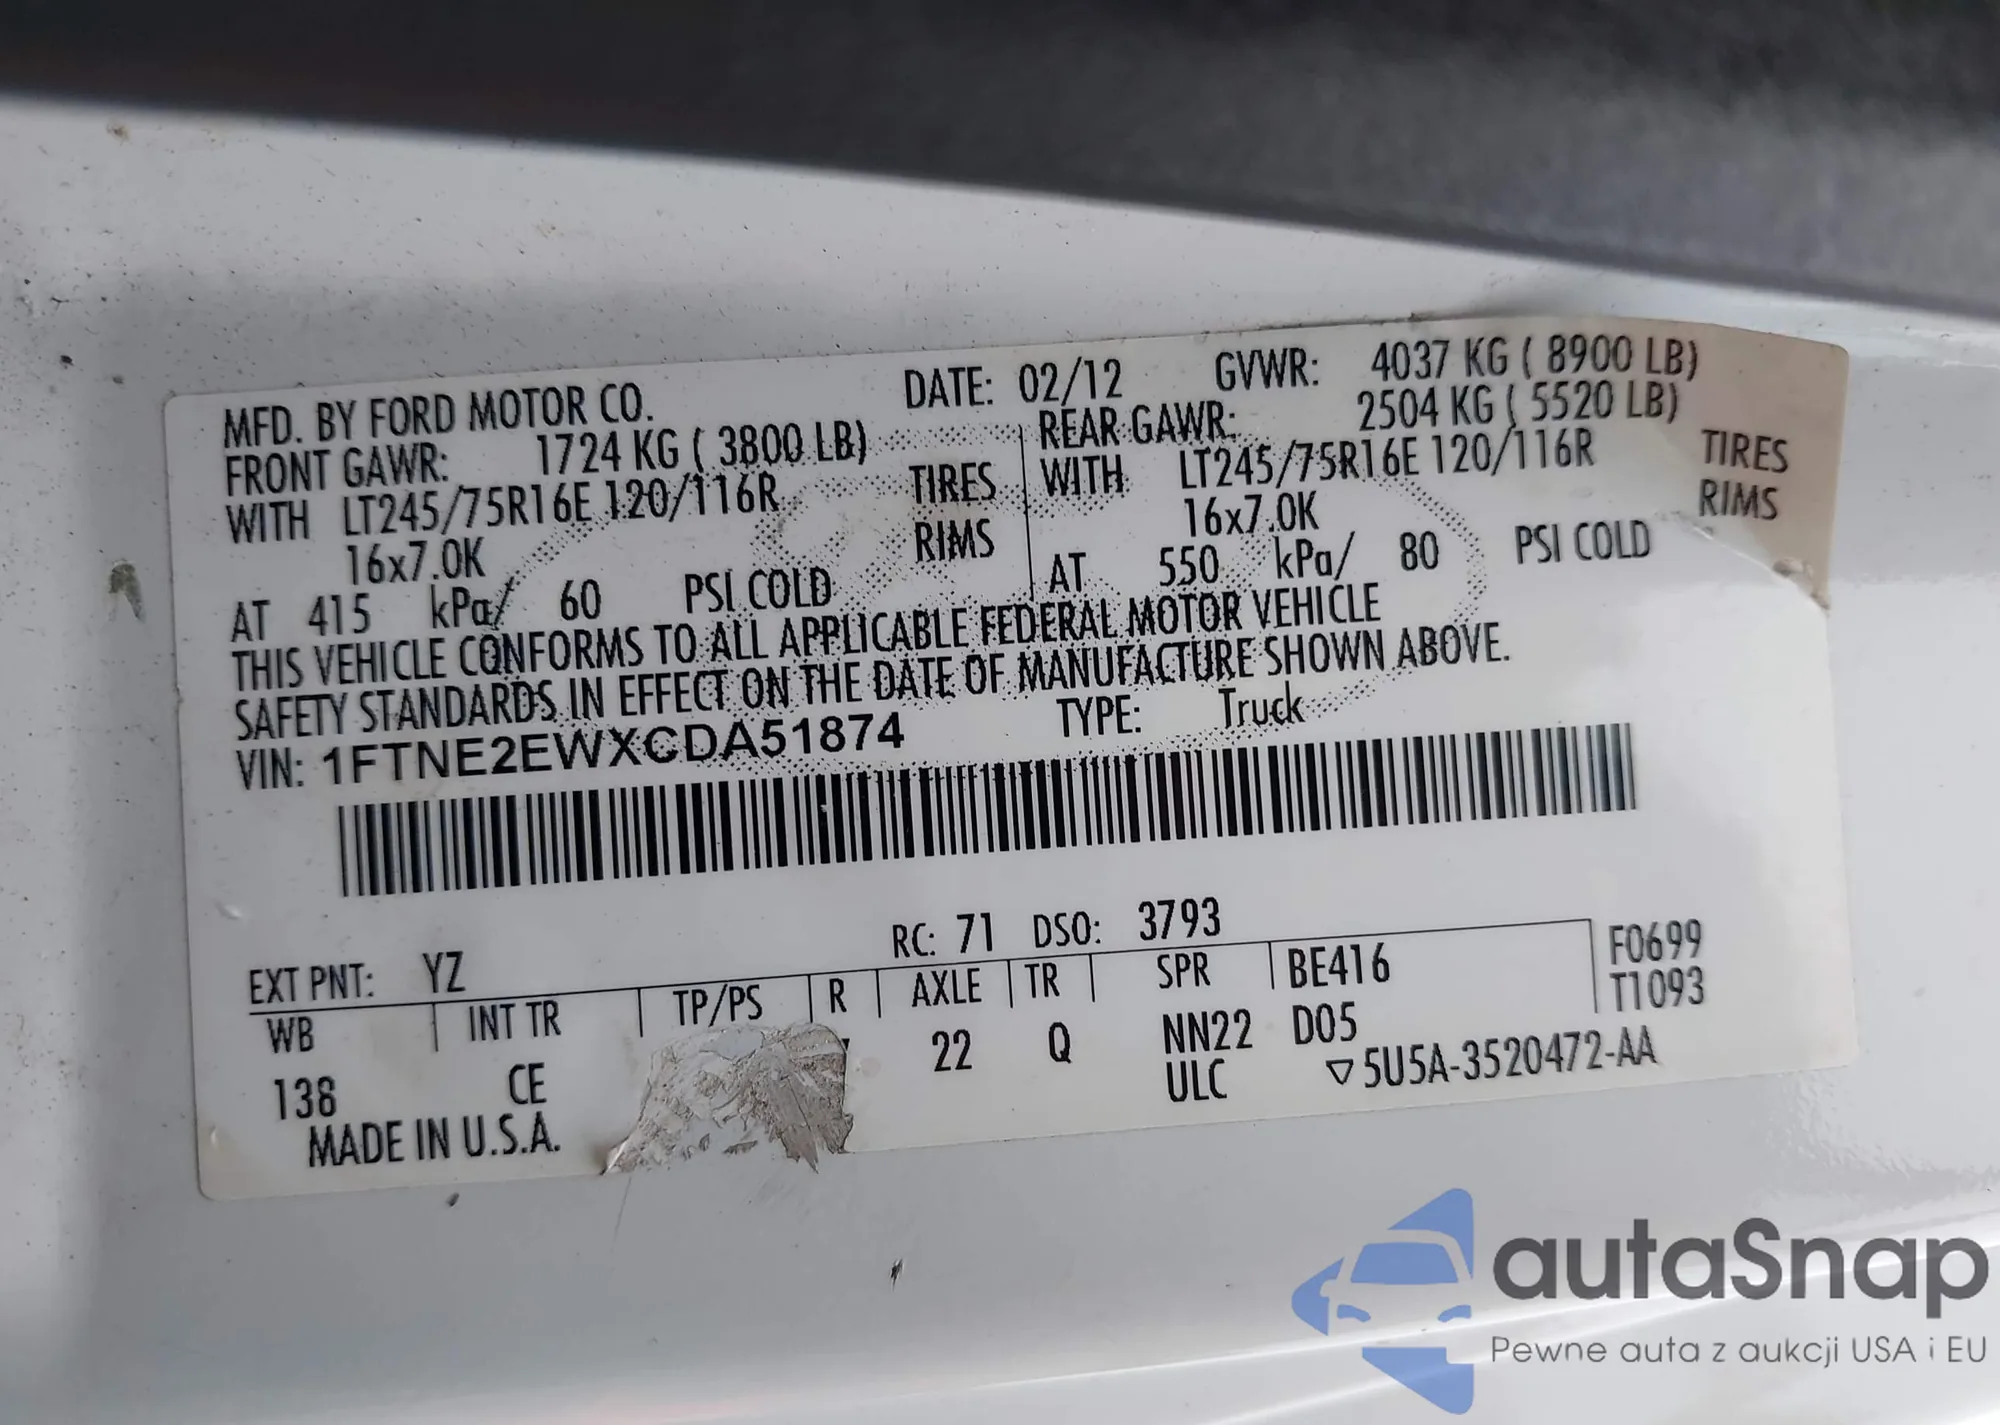 MFD. BY FORD MOTOR CO. DATE: 02/12 GVWR: 4037 KG ( 8900 LB)
FRONT GAWR: 1724 KG ( 3800 LB) REAR GAWR: 2504 KG ( 5520 LB)
WITH LT245/75R16E 120/116R TIRES WITH LT245/75R16E 120/116R TIRES
16x7.0K RIMS 16x7.0K RIMS
AT 415 kPa/ 60 PSI COLD AT 550 kPa/ 80 PSI COLD
THIS VEHICLE CONFORMS TO ALL APPLICABLE FEDERAL MOTOR VEHICLE
SAFETY STANDARDS IN EFFECT ON THE DATE OF MANUFACTURE SHOWN ABOVE.
VIN: 1FTNE2EWXCDA51874 TYPE: Truck
EXT PNT: YZ RC: 71 DSO: 3793
WB INT TR TP/PS R AXLE TR SPR BE416 F0699
T1093
138 CE 22 Q NN22 D05
ULC ▽5U5A-3520472-AA
MADE IN U.S.A.
autaSnap
Pewne auta z aukcji USA i EU